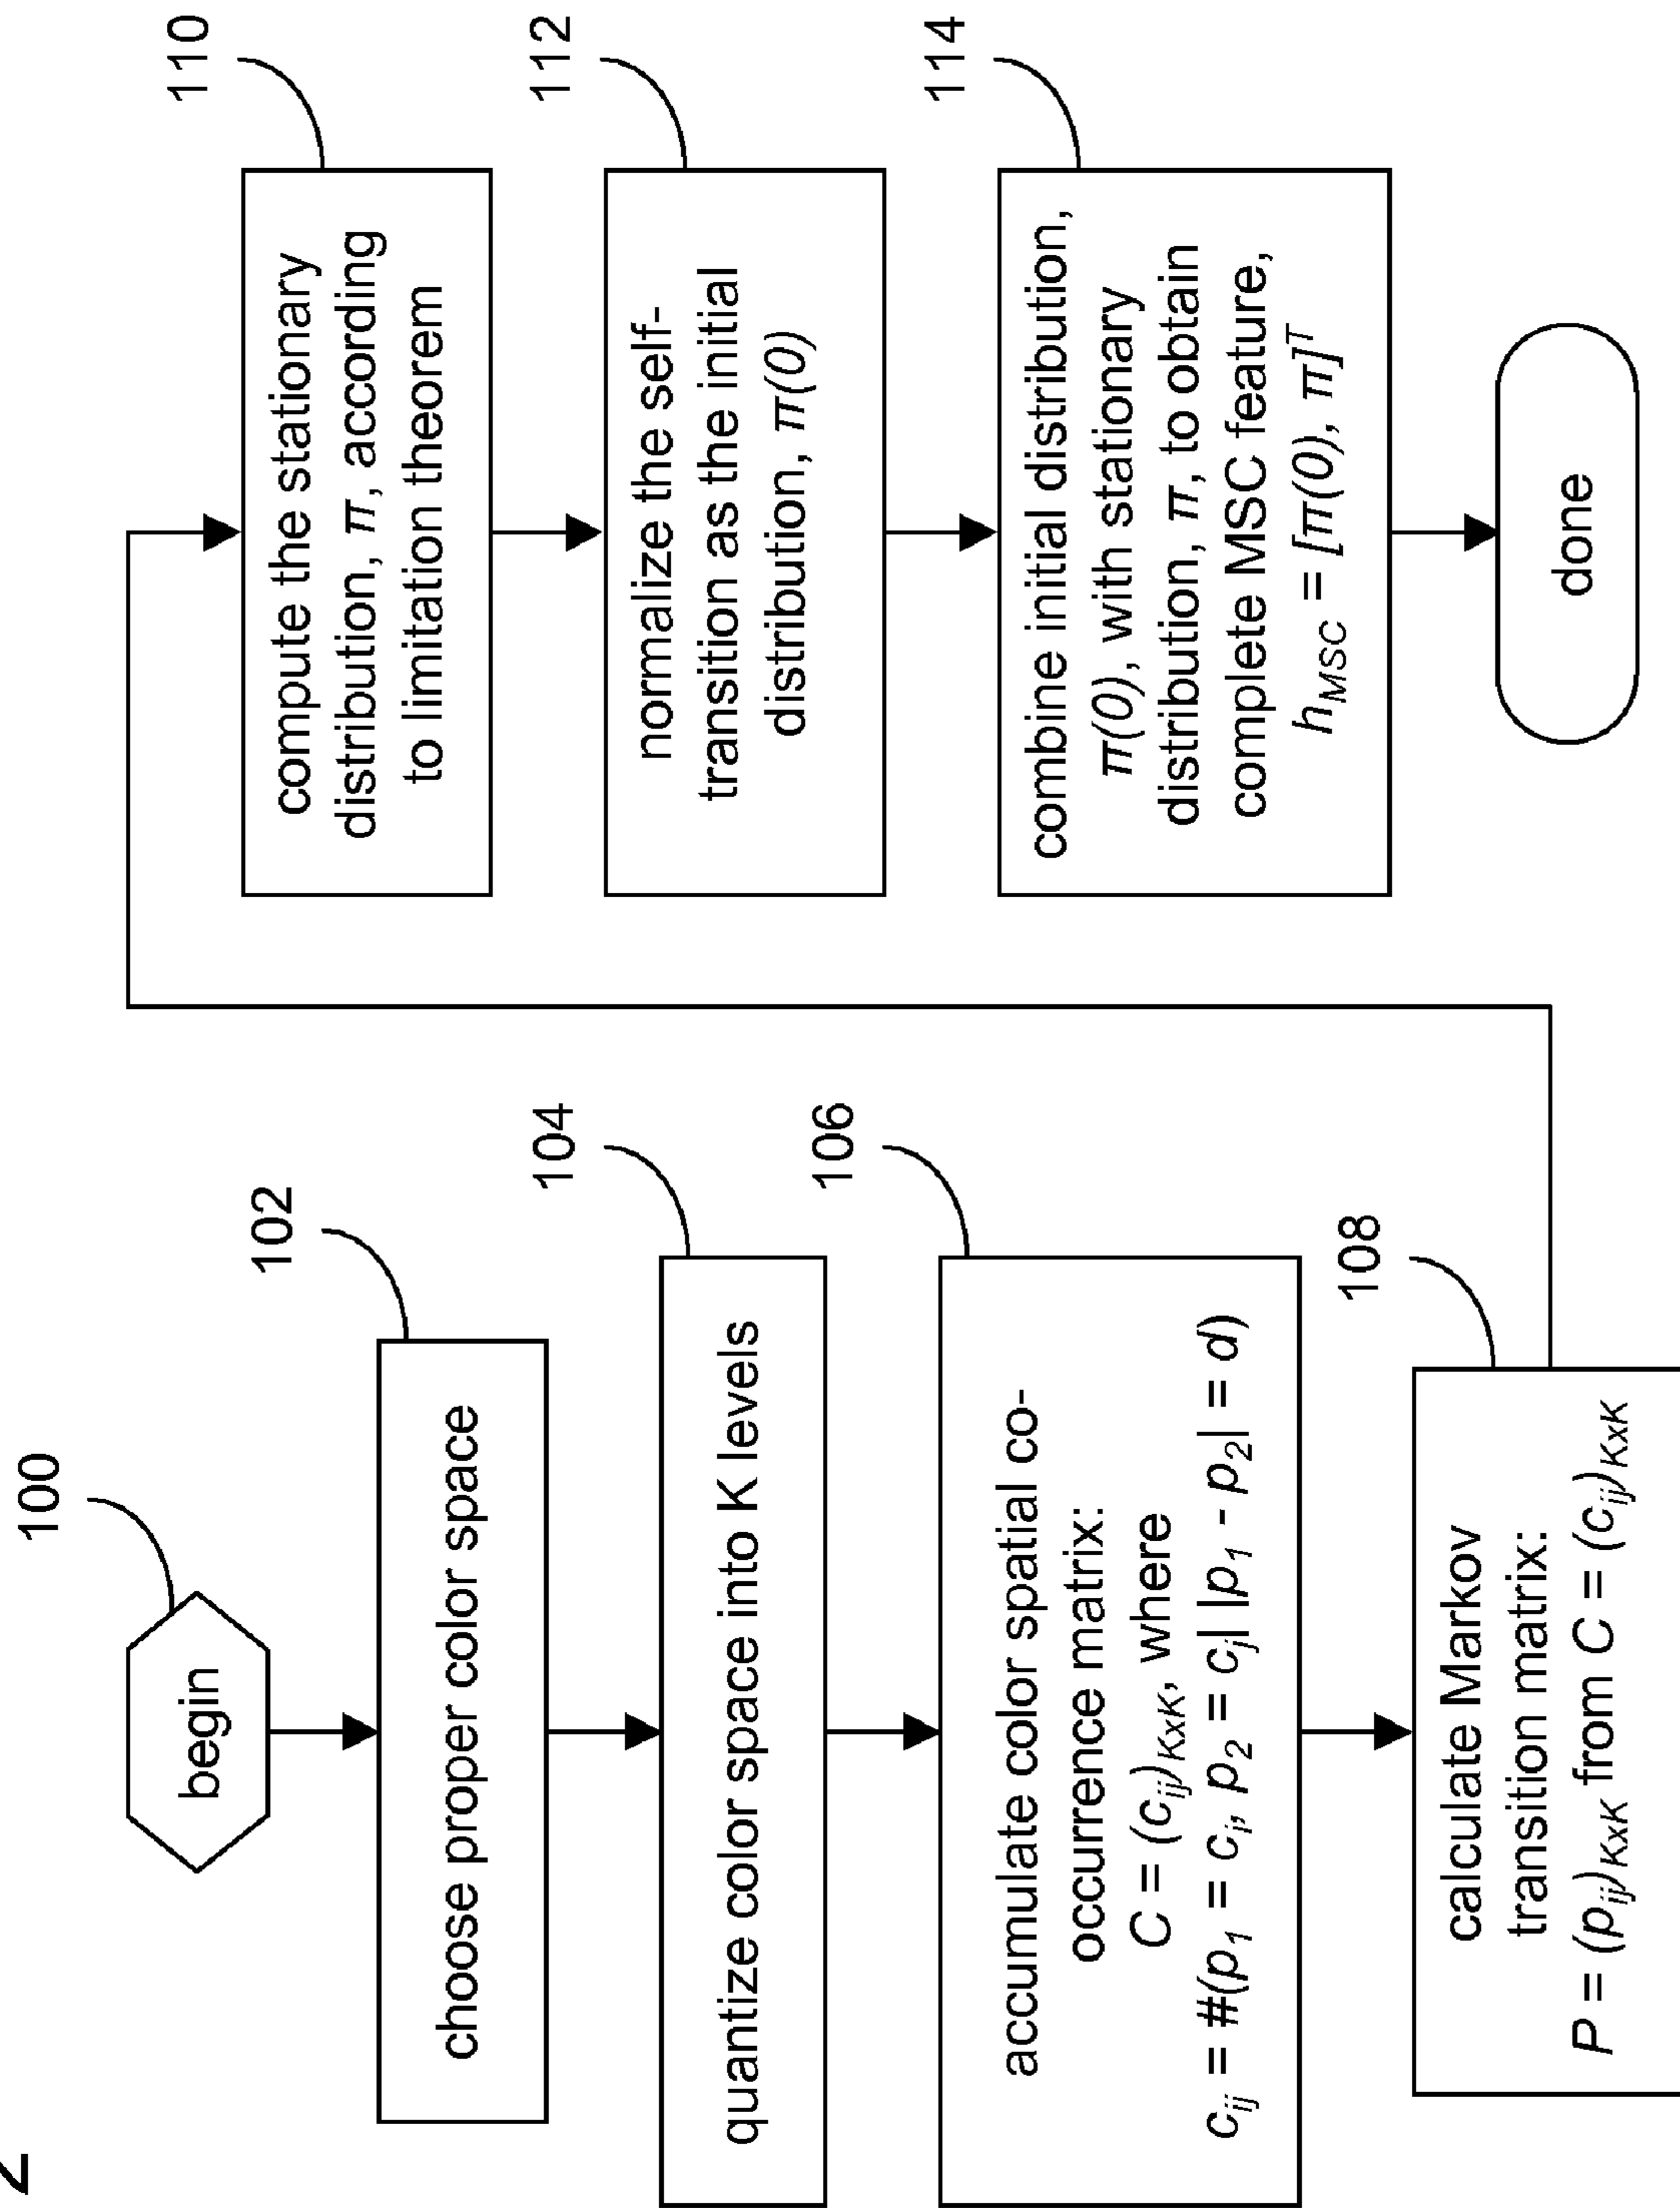 2
100
begin
102
choose proper color space
104
quantize color space into K levels
106
accumulate color spatial co-
occurrence matrix:
C = (c_ij)_KxK, where
c_ij = #(p_1 = c_i, p_2 = c_j | |p_1 - p_2| = d)
108
calculate Markov
transition matrix:
P = (p_ij)_KxK from C = (c_ij)_KxK
110
compute the stationary
distribution, π, according
to limitation theorem
112
normalize the self-
transition as the initial
distribution, π(0)
114
combine initial distribution,
π(0), with stationary
distribution, π, to obtain
complete MSC feature,
h_MSC = [π(0), π]^T
done